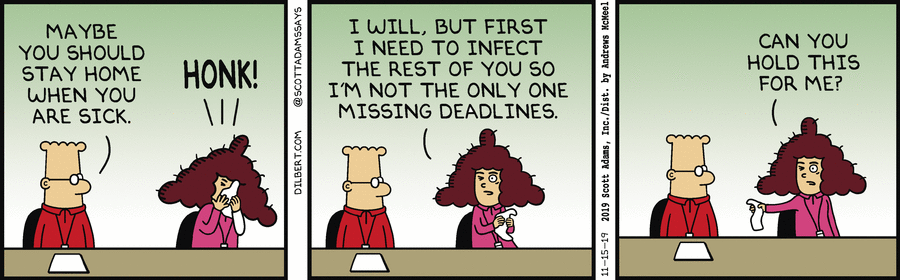 MAYBE
YOU SHOULD
STAY HOME
WHEN YOU
ARE SICK.
HONK!
DILBERT.COM @SCOTTADAMSSAYS
I WILL, BUT FIRST
I NEED TO INFECT
THE REST OF YOU SO
I'M NOT THE ONLY ONE
MISSING DEADLINES.
11-15-19 2019 Scott Adams, Inc./Dist. by Andrews McMeel
CAN YOU
HOLD THIS
FOR ME?